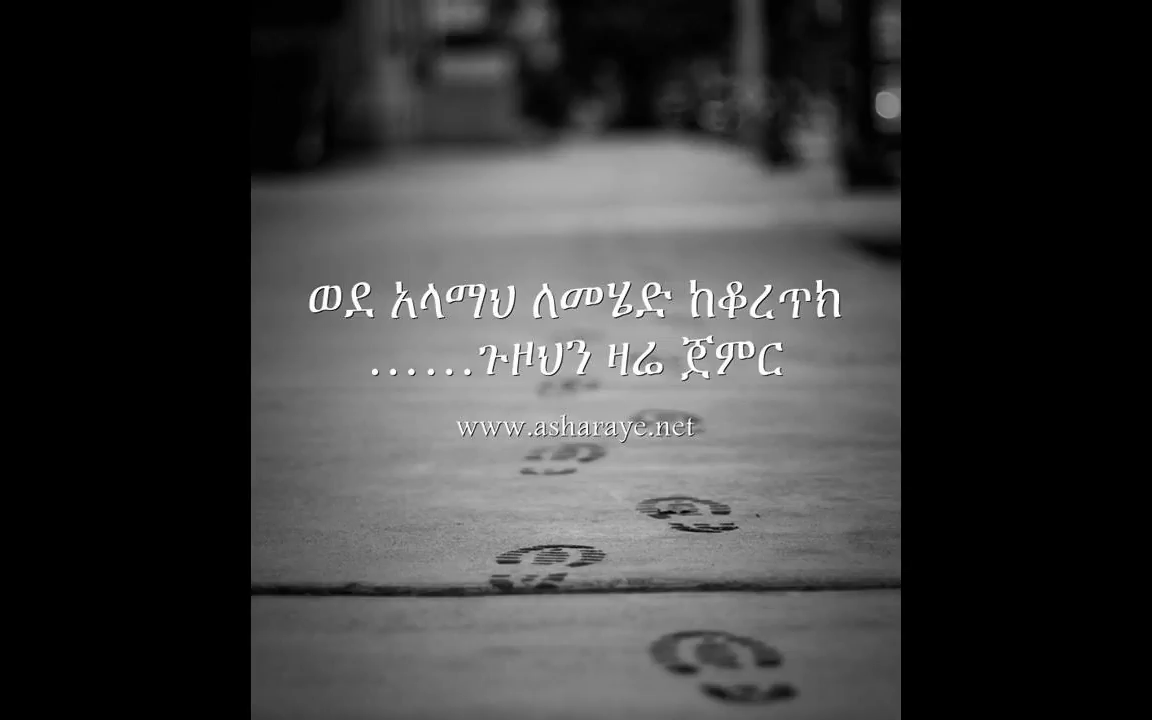 ወደ አላማህ ለመሄድ ከቆረጥክ
......ጉዞህን ዛሬ ጀምር
www.asharaye.net